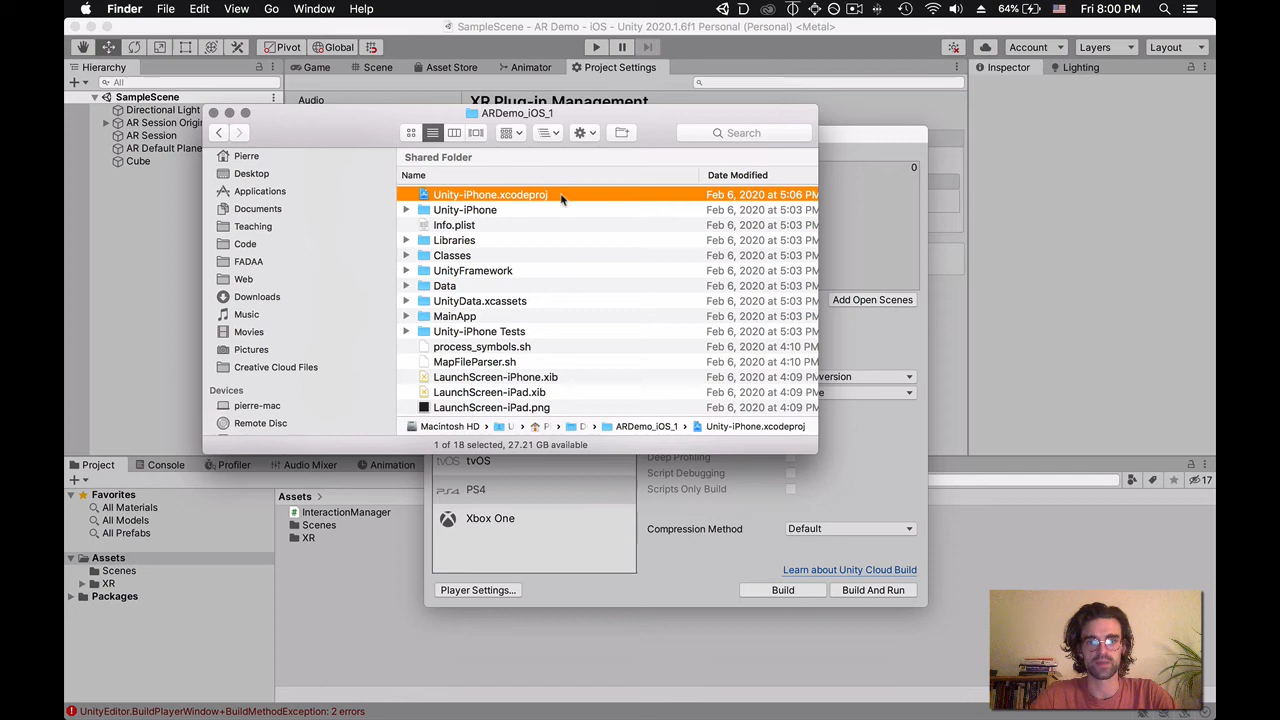 Finder File Edit View Go Window Help
64% Fri 8:00 PM
SampleScene - AR Demo - iOS - Unity 2020.1.6f1 Personal (Personal) <Metal>
Pivot Global Account Layers Layout
Hierarchy Game Scene Asset Store Animator Project Settings Inspector Lighting
All
SampleScene
Directional Light
AR Session Origin
AR Session
AR Default Plane
Cube
Audio
XR Plug-in Management
ARDemo_iOS_1
Search
Shared Folder
Name Date Modified
Pierre
Desktop
Applications
Documents
Teaching
Code
FADAA
Web
Downloads
Music
Movies
Pictures
Creative Cloud Files
Devices
pierre-mac
Remote Disc
Unity-iPhone.xcodeproj Feb 6, 2020 at 5:06 PM
Unity-iPhone Feb 6, 2020 at 5:03 PM
Info.plist Feb 6, 2020 at 5:03 PM
Libraries Feb 6, 2020 at 5:03 PM
Classes Feb 6, 2020 at 5:03 PM
UnityFramework Feb 6, 2020 at 5:03 PM
Data Feb 6, 2020 at 5:03 PM
UnityData.xcassets Feb 6, 2020 at 5:03 PM
MainApp Feb 6, 2020 at 5:03 PM
Unity-iPhone Tests Feb 6, 2020 at 5:03 PM
process_symbols.sh Feb 6, 2020 at 4:10 PM
MapFileParser.sh Feb 6, 2020 at 4:10 PM
LaunchScreen-iPhone.xib Feb 6, 2020 at 4:09 PM
LaunchScreen-iPad.xib Feb 6, 2020 at 4:09 PM
LaunchScreen-iPad.png Feb 6, 2020 at 4:09 PM
Macintosh HD U P D ARDemo_iOS_1 Unity-iPhone.xcodeproj
1 of 18 selected, 27.21 GB available
0
Add Open Scenes
version
e
tvOS
PS4
Xbox One
Deep Profiling
Script Debugging
Scripts Only Build
Compression Method Default
Learn about Unity Cloud Build
Player Settings... Build Build And Run
Project Console Profiler Audio Mixer Animation
17
Favorites
All Materials
All Models
All Prefabs
Assets
Scenes
XR
Packages
Assets
InteractionManager
Scenes
XR
UnityEditor.BuildPlayerWindow+BuildMethodException: 2 errors